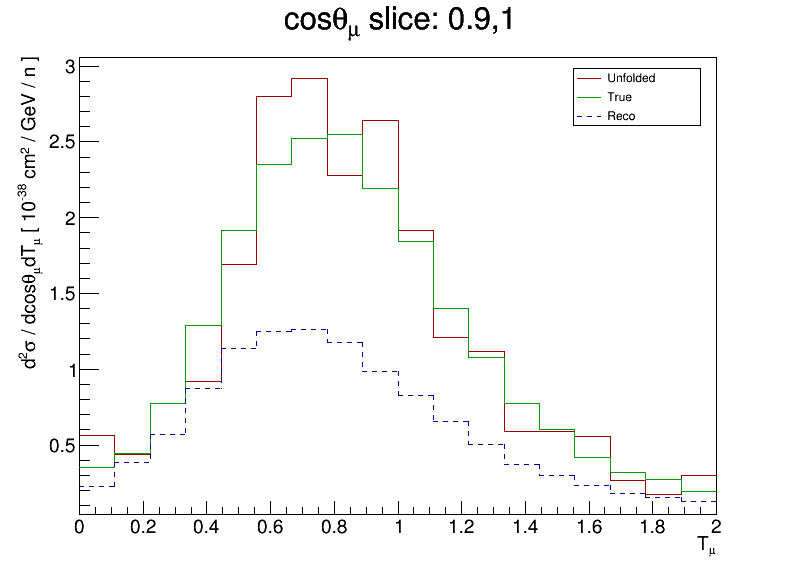 cosθμ slice: 0.9,1
d²σ / dcosθμdTμ [ 10⁻³⁸ cm² / GeV / n ]
3
2.5
2
1.5
1
0.5
Unfolded
True
Reco
0 0.2 0.4 0.6 0.8 1 1.2 1.4 1.6 1.8 2
Tμ